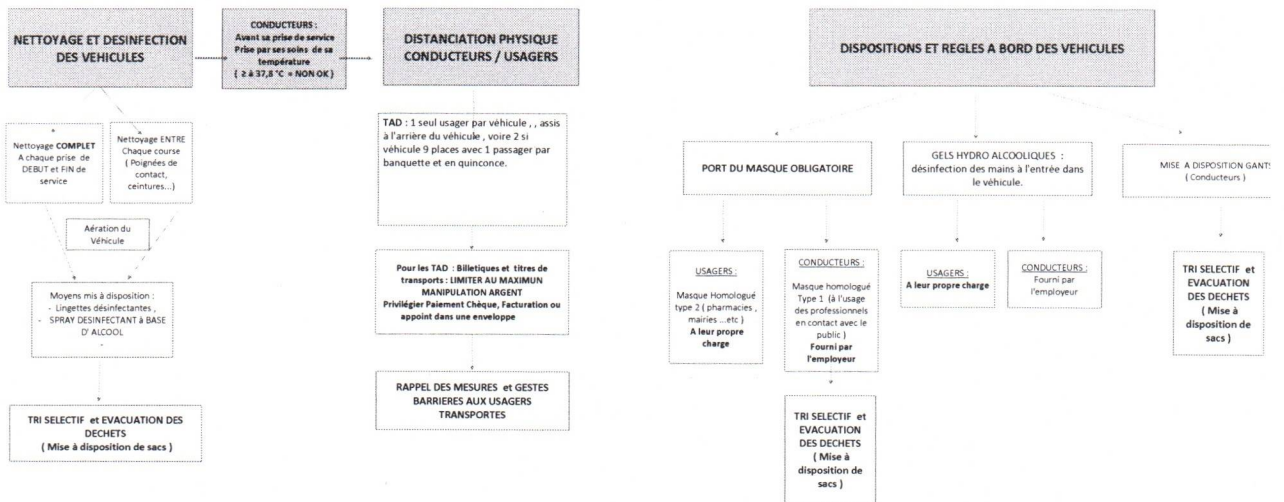 NETTOYAGE ET DESINFECTION
DES VEHICULES
CONDUCTEURS :
Avant sa prise de service
Prise par ses soins de sa
température
( ≥ à 37,8 °C = NON OK )
DISTANCIATION PHYSIQUE
CONDUCTEURS / USAGERS
Nettoyage COMPLET
A chaque prise de
DEBUT et FIN de
service
Nettoyage ENTRE
Chaque course
( Poignées de
contact,
ceintures...)
Aération du
Véhicule
Moyens mis à disposition :
- Lingettes désinfectantes ,
- SPRAY DESINFECTANT à BASE
D' ALCOOL
-
TRI SELECTIF et EVACUATION DES
DECHETS
( Mise à disposition de sacs )
TAD : 1 seul usager par véhicule , , assis
à l'arrière du véhicule , voire 2 si
véhicule 9 places avec 1 passager par
banquette et en quinconce.
Pour les TAD : Billetiques et titres de
transports : LIMITER AU MAXIMUN
MANIPULATION ARGENT
Privilégier Paiement Chèque, Facturation ou
appoint dans une enveloppe
RAPPEL DES MESURES et GESTES
BARRIERES AUX USAGERS
TRANSPORTES
DISPOSITIONS ET REGLES A BORD DES VEHICULES
PORT DU MASQUE OBLIGATOIRE
USAGERS :
Masque Homologué
type 2 ( pharmacies ,
mairies ...etc )
A leur propre
charge
CONDUCTEURS :
Masque homologué
Type 1 (à l'usage
des professionnels
en contact avec le
public )
Fourni par
l'employeur
TRI SELECTIF et
EVACUATION
DES DECHETS
( Mise à
disposition de
sacs )
GELS HYDRO ALCOOLIQUES :
désinfection des mains à l'entrée dans
le véhicule.
USAGERS :
A leur propre charge
CONDUCTEURS :
Fourni par
l'employeur
MISE A DISPOSITION GANTS
( Conducteurs )
TRI SELECTIF et
EVACUATION
DES DECHETS
( Mise à
disposition de
sacs )